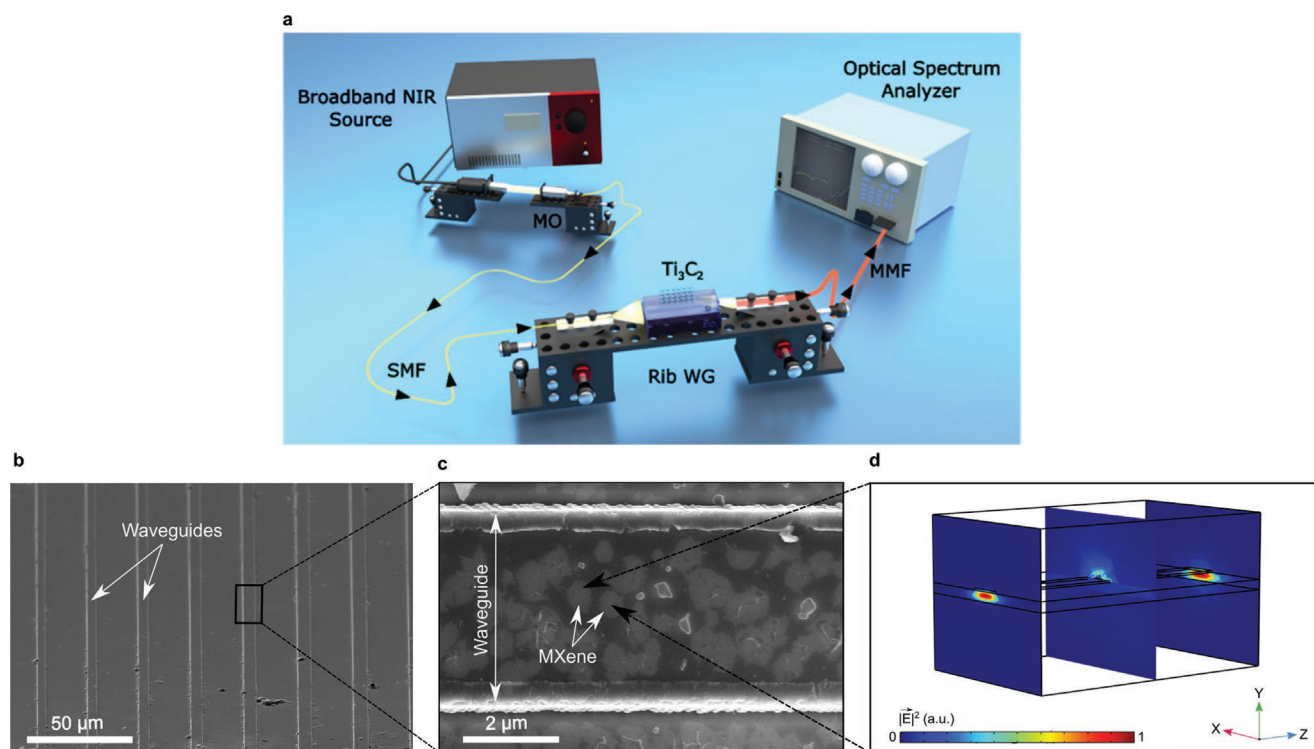 a
Broadband NIR
Source
Optical Spectrum
Analyzer
MO
Ti₃C₂
MMF
SMF
Rib WG
b
Waveguides
50 µm
c
Waveguide
MXene
2 µm
d
|E⃗|² (a.u.)
0
1
Y
X
Z